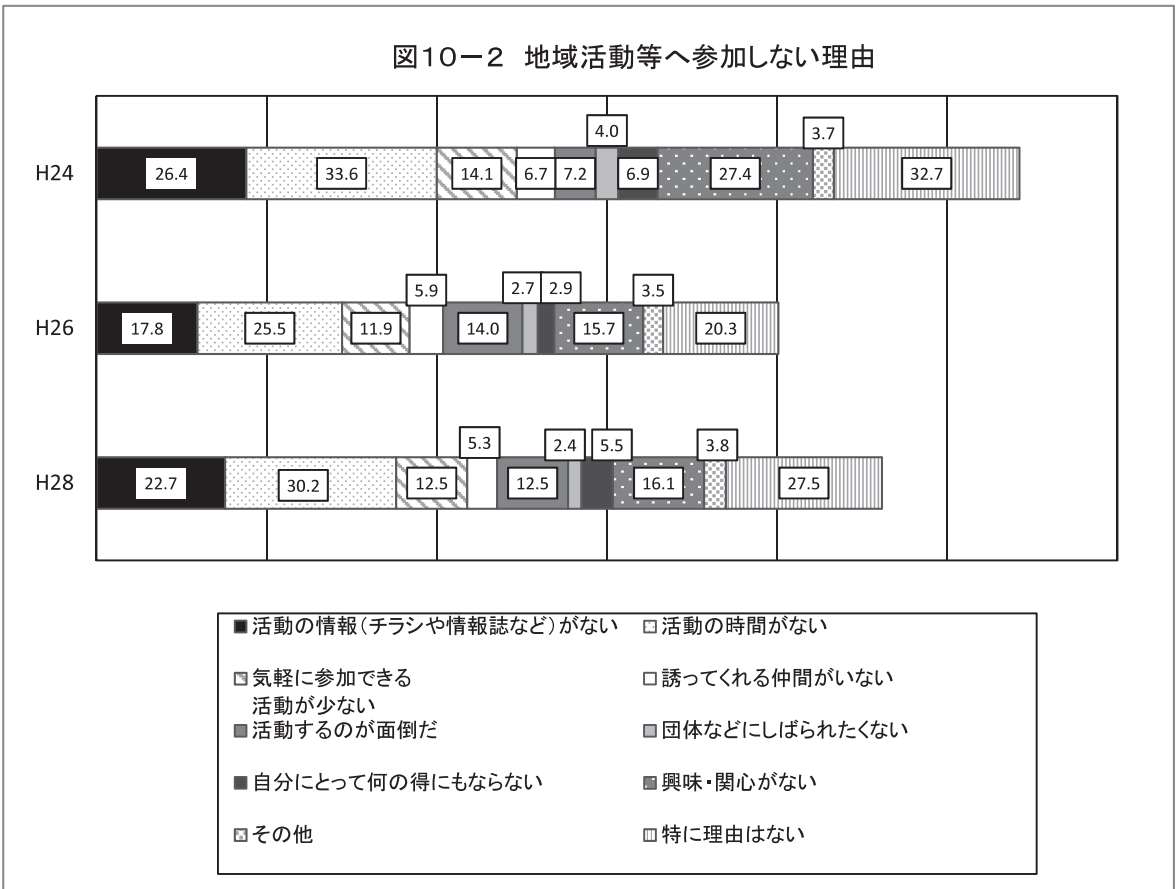 図10－2 地域活動等へ参加しない理由
4.0 3.7
H24 26.4 33.6 14.1 6.7 7.2 6.9 27.4 32.7
5.9 2.7 2.9 3.5
H26 17.8 25.5 11.9 14.0 15.7 20.3
5.3 2.4 5.5 3.8
H28 22.7 30.2 12.5 12.5 16.1 27.5
活動の情報（チラシや情報誌など）がない 活動の時間がない
気軽に参加できる 誘ってくれる仲間がいない
活動が少ない
活動するのが面倒だ 団体などにしばられたくない
自分にとって何の得にもならない 興味・関心がない
その他 特に理由はない